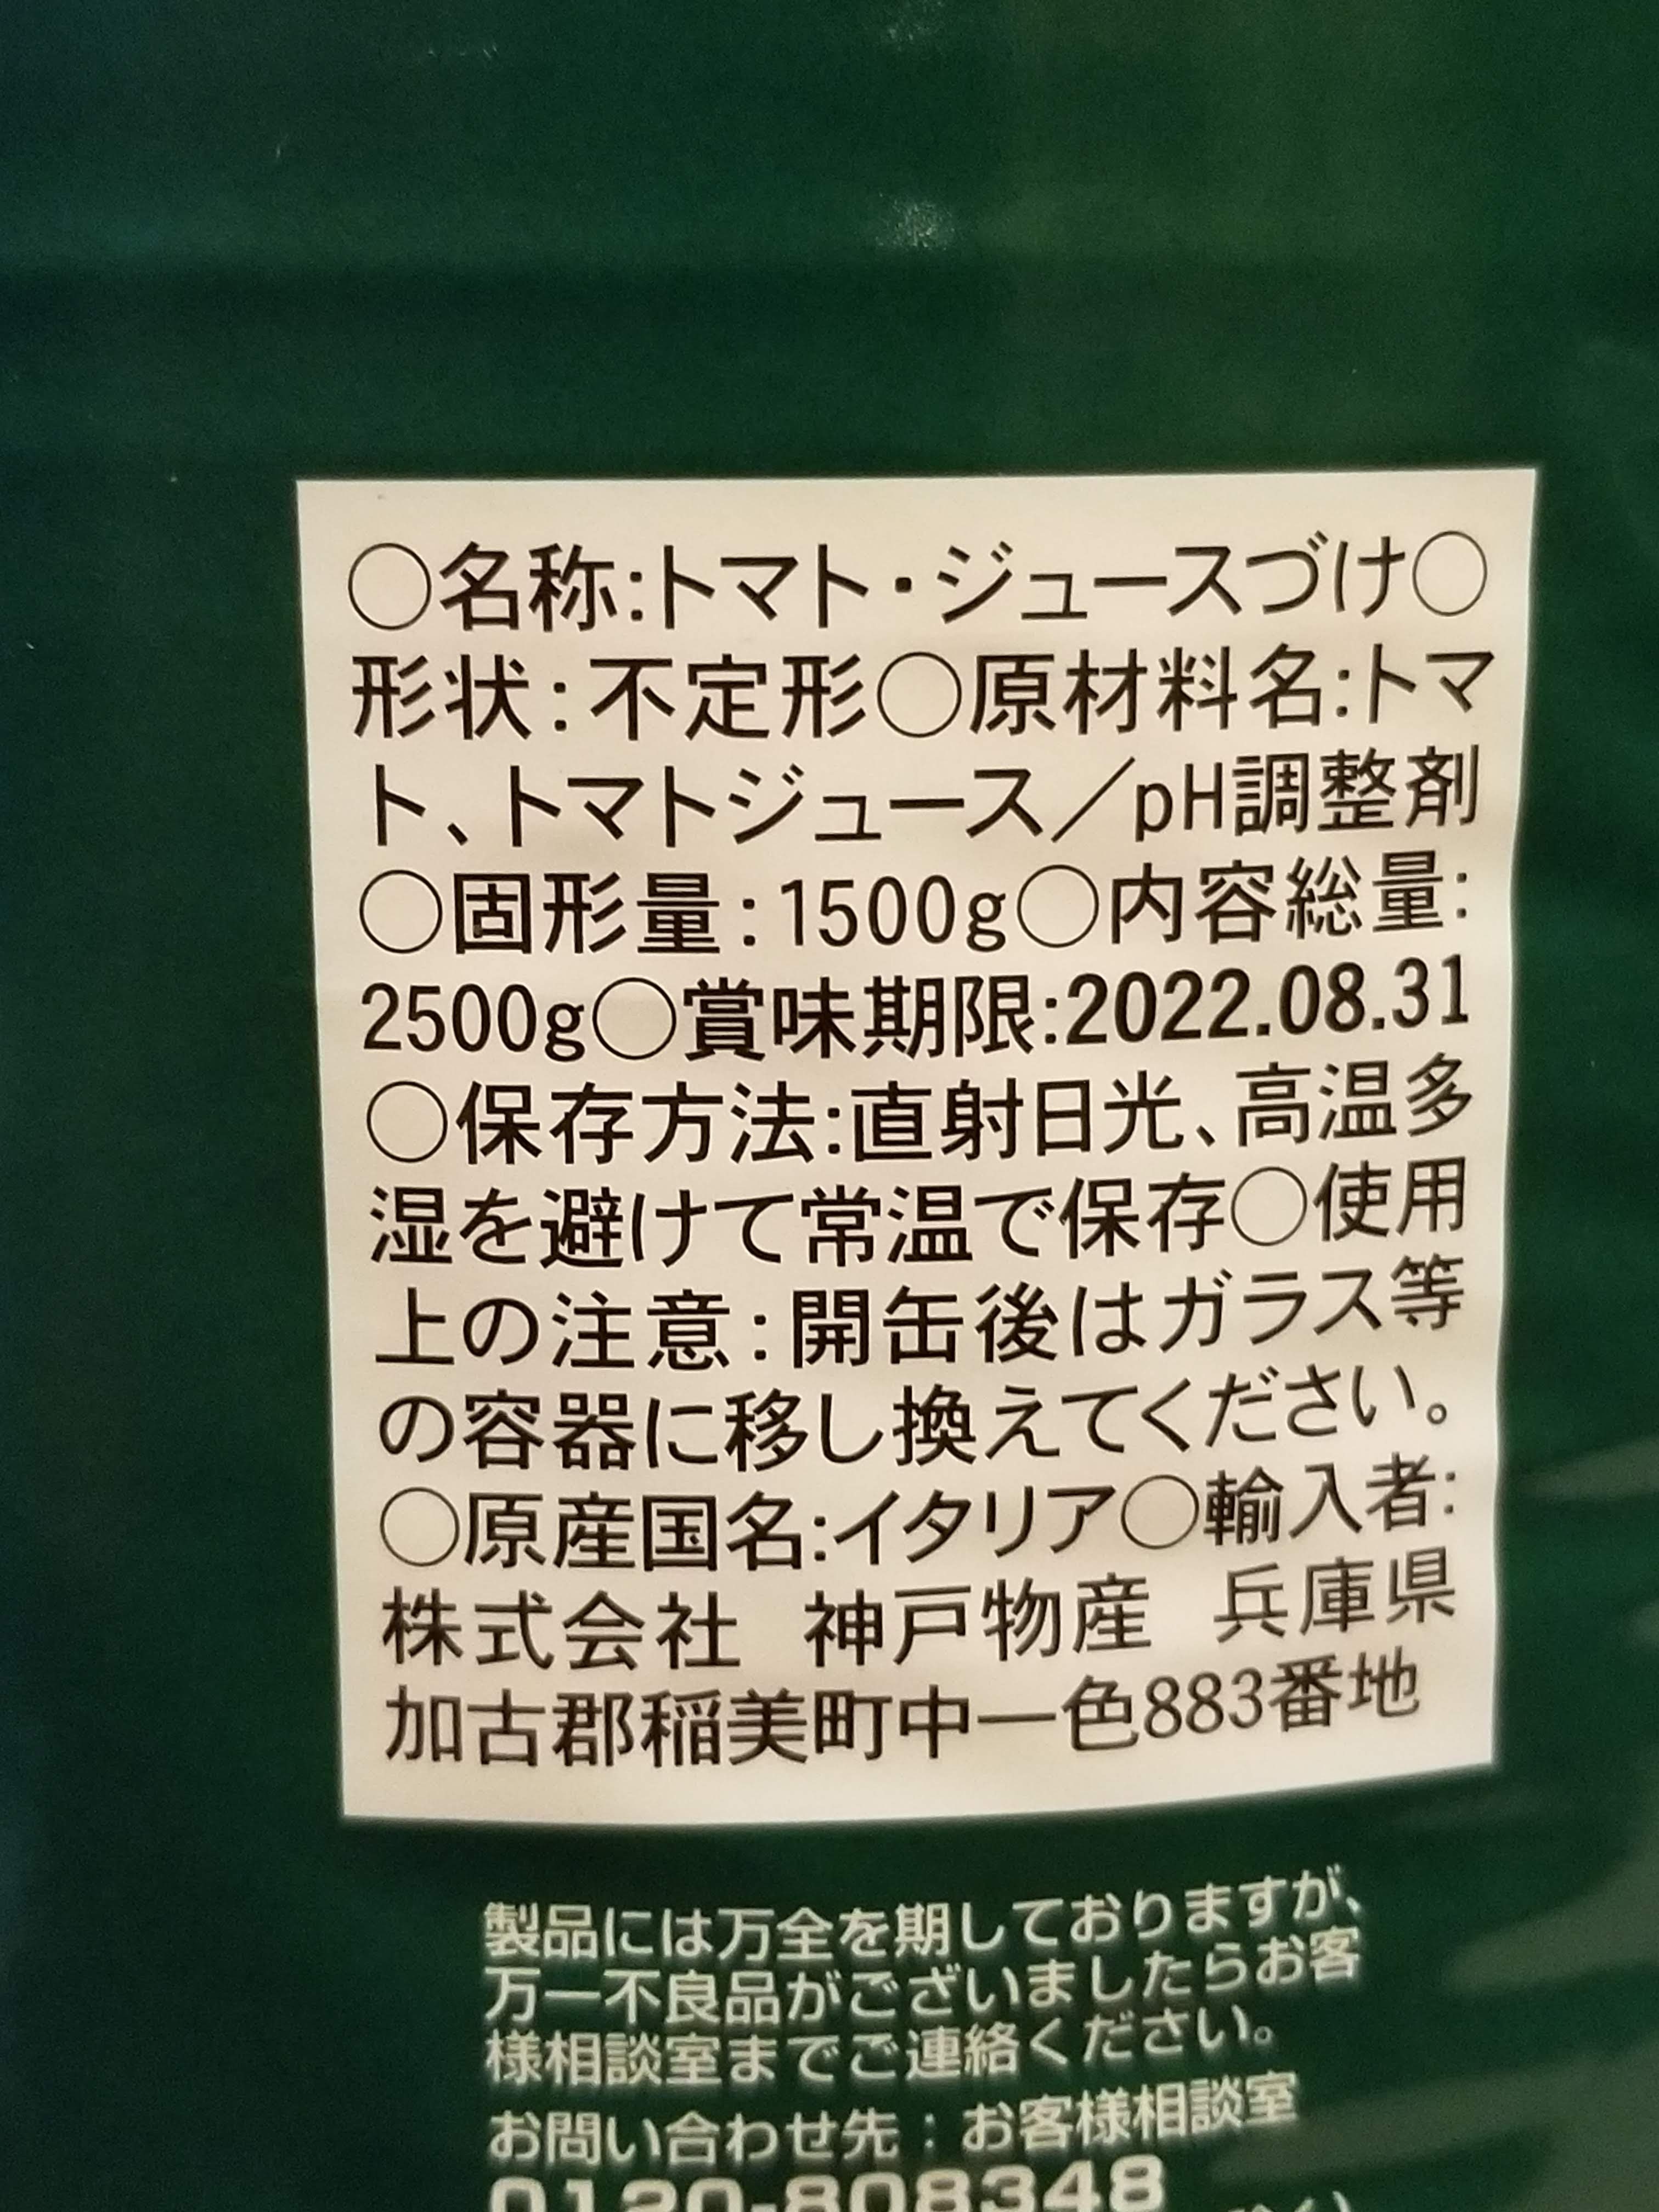 ○名称:トマト・ジュースづけ○
形状:不定形○原材料名:トマ
ト、トマトジュース／pH調整剤
○固形量:1500g○内容総量:
2500g○賞味期限:2022.08.31
○保存方法:直射日光、高温多
湿を避けて常温で保存○使用
上の注意:開缶後はガラス等
の容器に移し換えてください。
○原産国名:イタリア○輸入者:
株式会社 神戸物産 兵庫県
加古郡稲美町中一色883番地
製品には万全を期しておりますが、
万一不良品がございましたらお客
様相談室までご連絡ください。
お問い合わせ先：お客様相談室
0120-808348